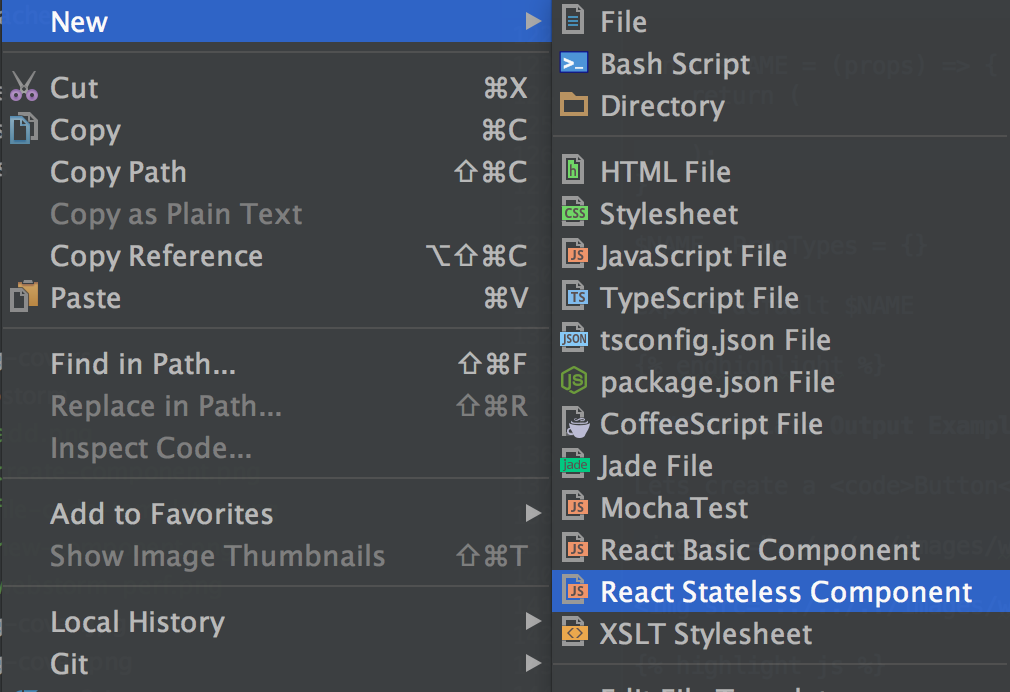 New
Cut ⌘X
Copy ⌘C
Copy Path ⇧⌘C
Copy as Plain Text
Copy Reference ⌥⇧⌘C
Paste ⌘V
Find in Path... ⇧⌘F
Replace in Path... ⇧⌘R
Inspect Code...
Add to Favorites
Show Image Thumbnails ⇧⌘T
Local History
Git
File
Bash Script
Directory
HTML File
Stylesheet
JavaScript File
TypeScript File
tsconfig.json File
package.json File
CoffeeScript File
Jade File
MochaTest
React Basic Component
React Stateless Component
XSLT Stylesheet